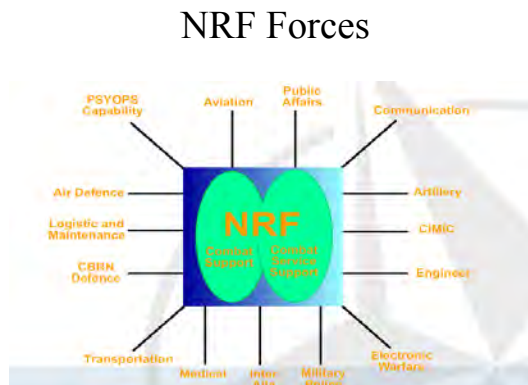 NRF Forces
PSYOPS
Capability
Aviation
Public
Affairs
Communication
Air Defence
Artillery
NRF
Logistic and
Maintenance
CIMIC
Combat
Support
Combat
Service
Support
CBRN
Defence
Engineer
Transportation
Medical
Military
Electronic
Warfare